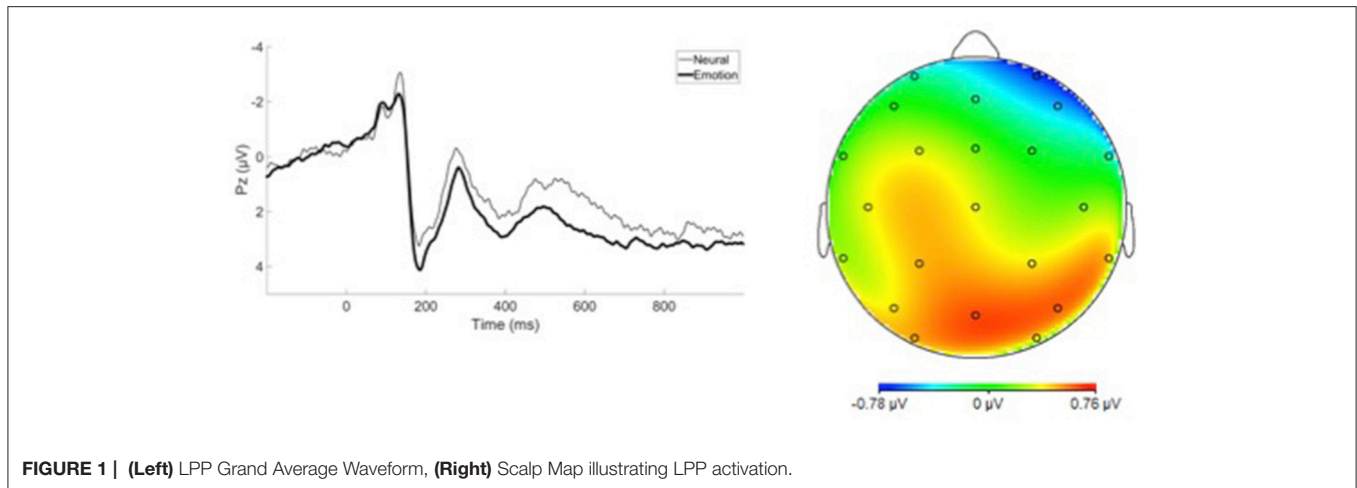 -4
-2
0
2
4
Pz (µV)
0
200
400
600
800
Time (ms)
Neural
Emotion
-0.78 µV
0 µV
0.76 µV
FIGURE 1 | (Left) LPP Grand Average Waveform, (Right) Scalp Map illustrating LPP activation.